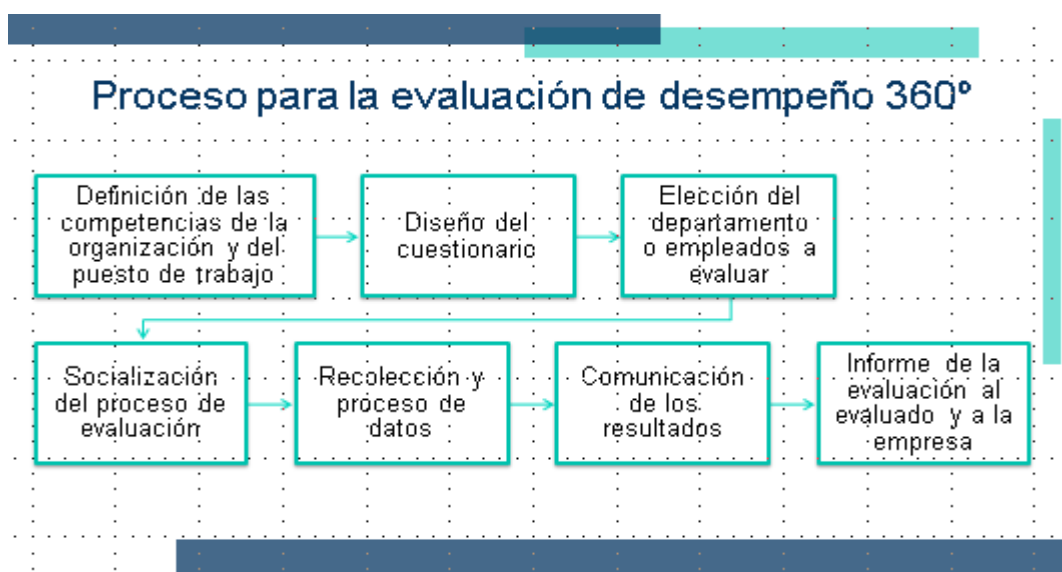 Proceso para la evaluación de desempeño 360º
Definición de las
competencias de la
organización y del
puesto de trabajo
Diseño del
cuestionario
Elección del
departamento
o empleados a
evaluar
Socialización
del proceso de
evaluación
Recolección y
proceso de
datos
Comunicación
de los
resultados
Informe de la
evaluación al
evaluado y a la
empresa